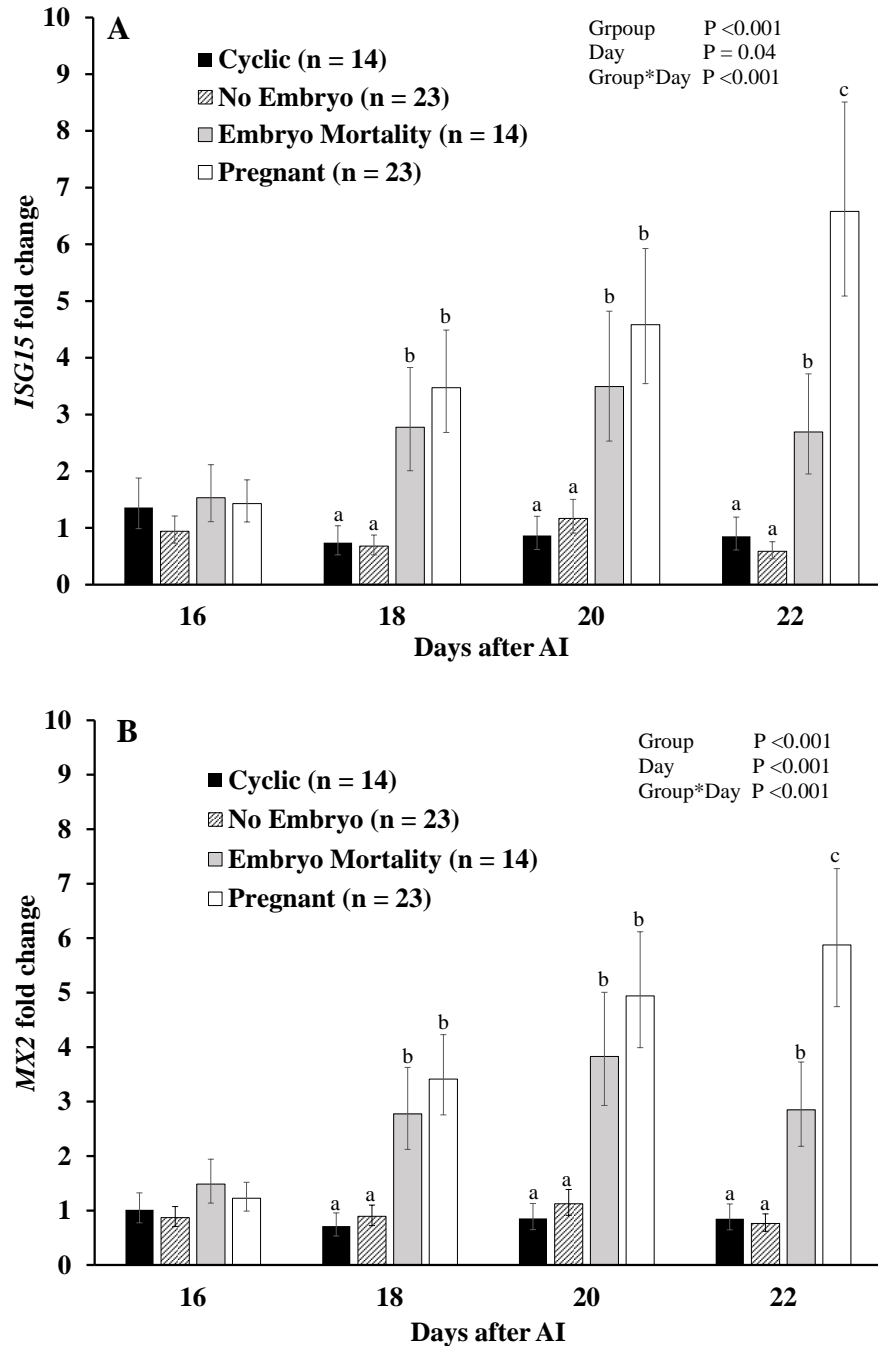 A
Grpoup P <0.001
Day P = 0.04
Group*Day P <0.001
Cyclic (n = 14)
No Embryo (n = 23)
Embryo Mortality (n = 14)
Pregnant (n = 23)
ISG15 fold change
10
9
8
7
6
5
4
3
2
1
0
a a b b
a a b b
a a b c
16 18 20 22
Days after AI
B
Group P <0.001
Day P <0.001
Group*Day P <0.001
Cyclic (n = 14)
No Embryo (n = 23)
Embryo Mortality (n = 14)
Pregnant (n = 23)
MX2 fold change
10
9
8
7
6
5
4
3
2
1
0
a a b b
a a b b
a a b c
16 18 20 22
Days after AI